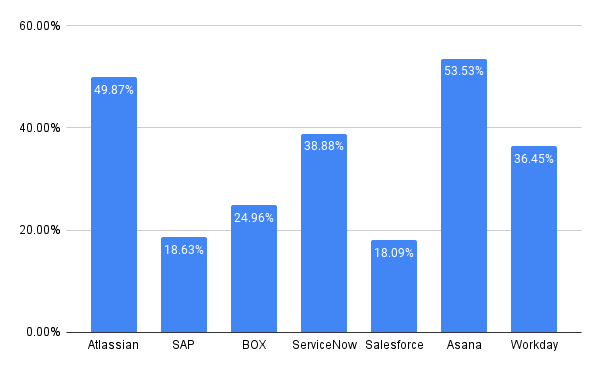 60.00%
40.00%
20.00%
0.00%
49.87%
18.63%
24.96%
38.88%
18.09%
53.53%
36.45%
Atlassian
SAP
BOX
ServiceNow
Salesforce
Asana
Workday